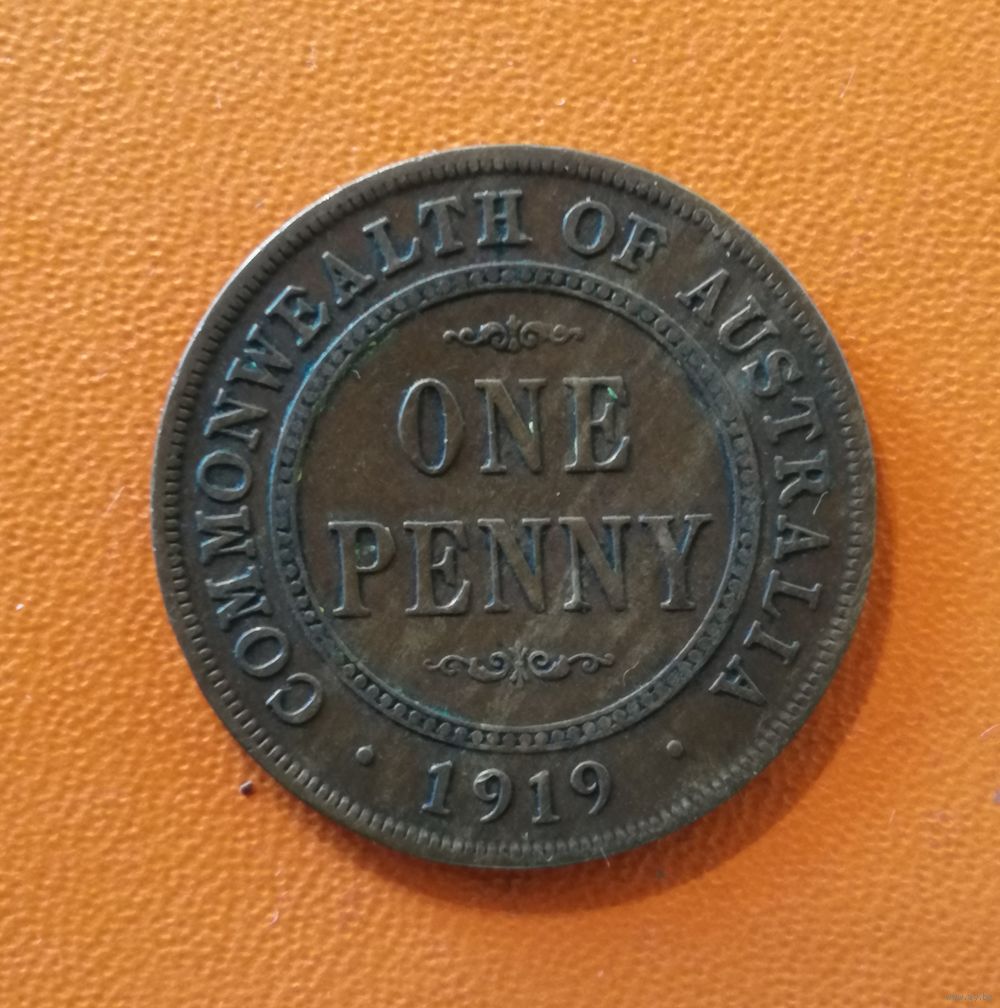 COMMONWEALTH OF AUSTRALIA
ONE
PENNY
· 1919 ·